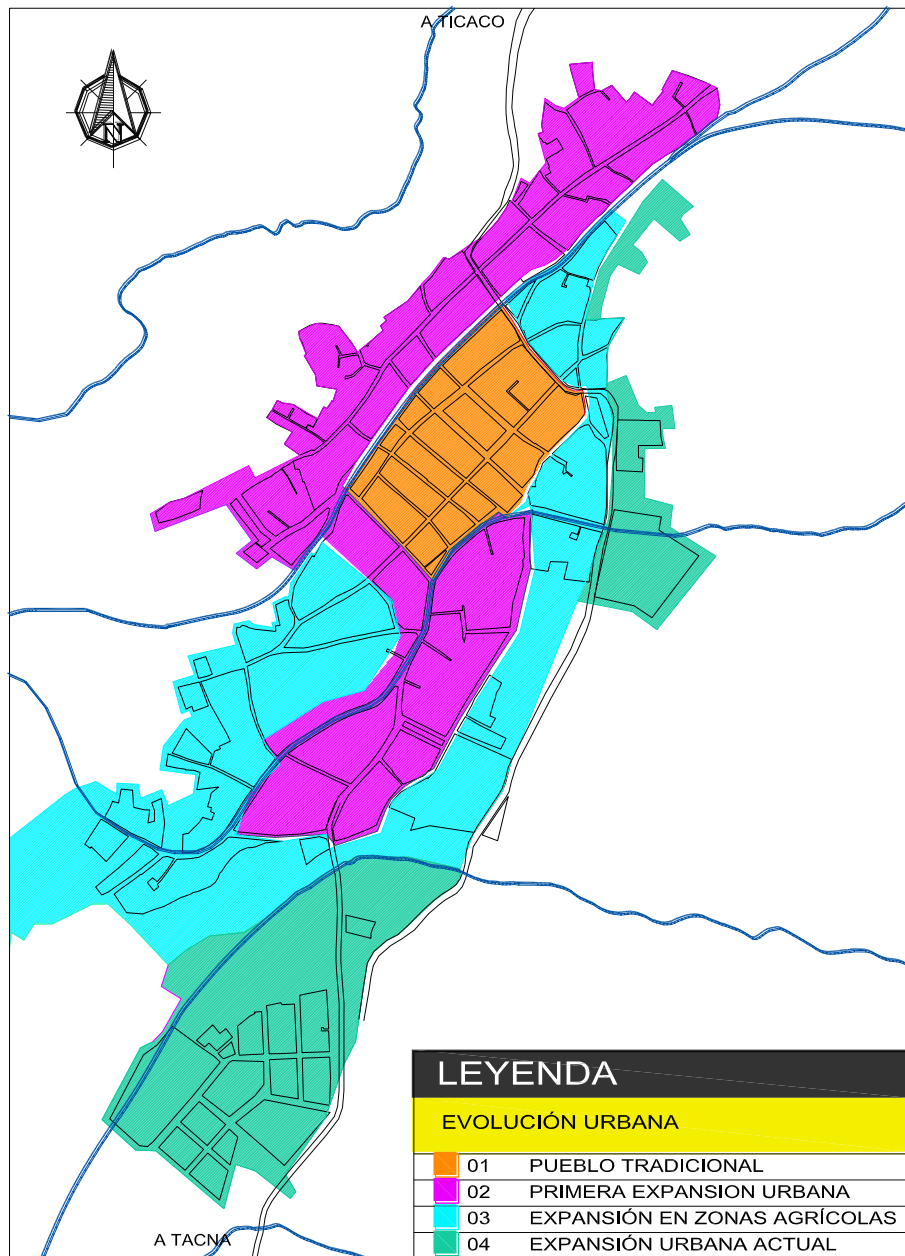 A TICACO
N
LEYENDA
EVOLUCIÓN URBANA
01 PUEBLO TRADICIONAL
02 PRIMERA EXPANSION URBANA
03 EXPANSIÓN EN ZONAS AGRÍCOLAS
04 EXPANSIÓN URBANA ACTUAL
A TACNA